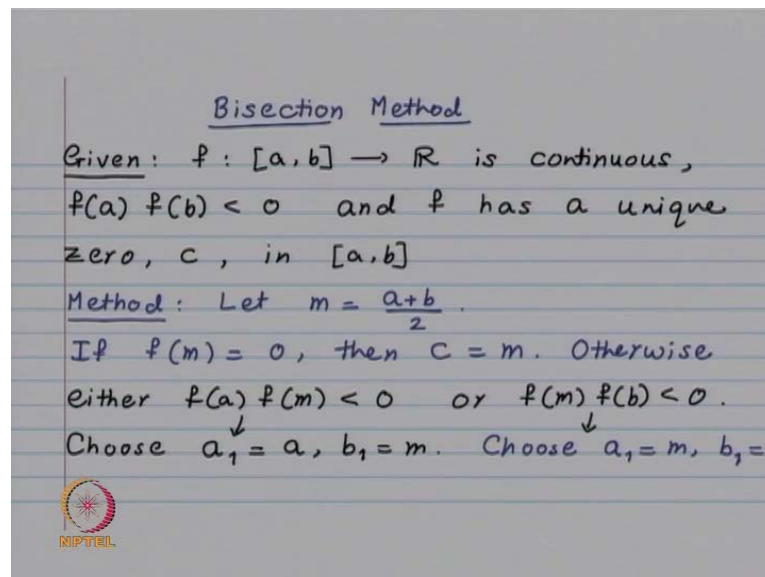 Bisection Method
Given : f : [a, b] → R is continuous,
f(a) f(b) < 0 and f has a unique
zero, c, in [a, b]
Method : Let m = a+b/2.
If f(m) = 0, then c = m. Otherwise
either f(a) f(m) < 0 or f(m) f(b) < 0.
↓ ↓
Choose a₁ = a, b₁ = m. Choose a₁ = m, b₁ =
NPTEL